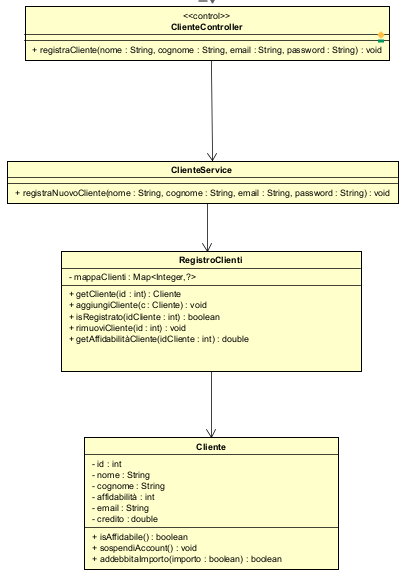 <<control>>
ClienteController
+ registraCliente(nome : String, cognome : String, email : String, password : String) : void
ClienteService
+ registraNuovoCliente(nome : String, cognome : String, email : String, password : String) : void
RegistroClienti
- mappaClienti : Map<Integer,?>
+ getCliente(id : int) : Cliente
+ aggiungiCliente(c : Cliente) : void
+ isRegistrato(idCliente : int) : boolean
+ rimuoviCliente(id : int) : void
+ getAffidabilitàCliente(idCliente : int) : double
Cliente
- id : int
- nome : String
- cognome : String
- affidabilità : int
- email : String
- credito : double
+ isAffidabile() : boolean
+ sospendiAccount() : void
+ addebbitaImporto(importo : boolean) : boolean